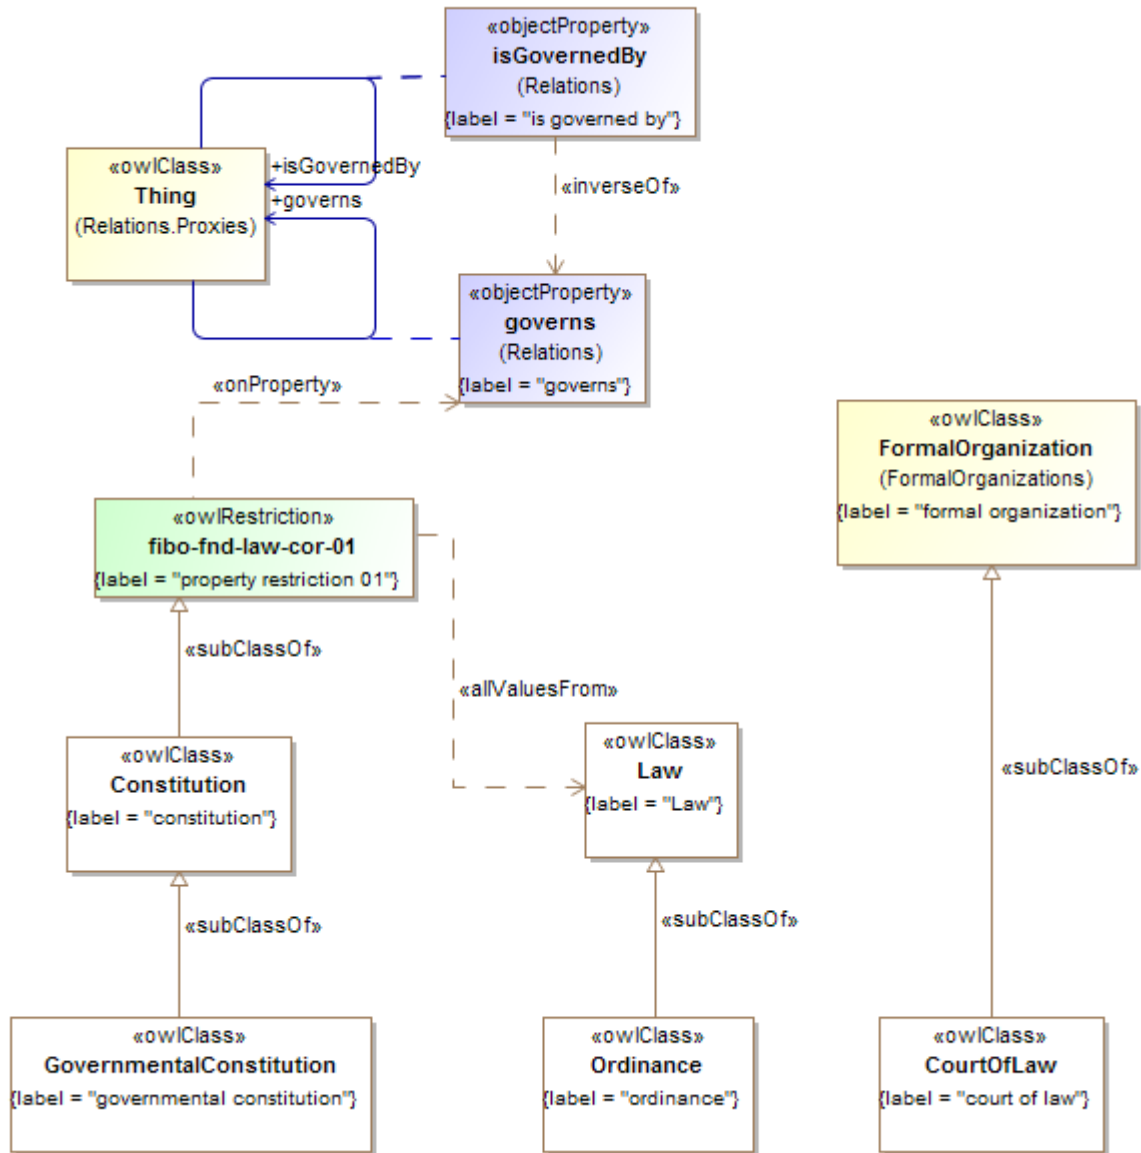 «objectProperty»
isGovernedBy
(Relations)
{label = "is governed by"}
«owlClass»
Thing
(Relations.Proxies)
+isGovernedBy
+governs
«inverseOf»
«objectProperty»
governs
(Relations)
{label = "governs"}
«onProperty»
«owlClass»
FormalOrganization
(FormalOrganizations)
{label = "formal organization"}
«owlRestriction»
fibo-fnd-law-cor-01
{label = "property restriction 01"}
«subClassOf»
«allValuesFrom»
«owlClass»
Constitution
{label = "constitution"}
«owlClass»
Law
{label = "Law"}
«subClassOf»
«subClassOf»
«subClassOf»
«owlClass»
GovernmentalConstitution
{label = "governmental constitution"}
«owlClass»
Ordinance
{label = "ordinance"}
«owlClass»
CourtOfLaw
{label = "court of law"}